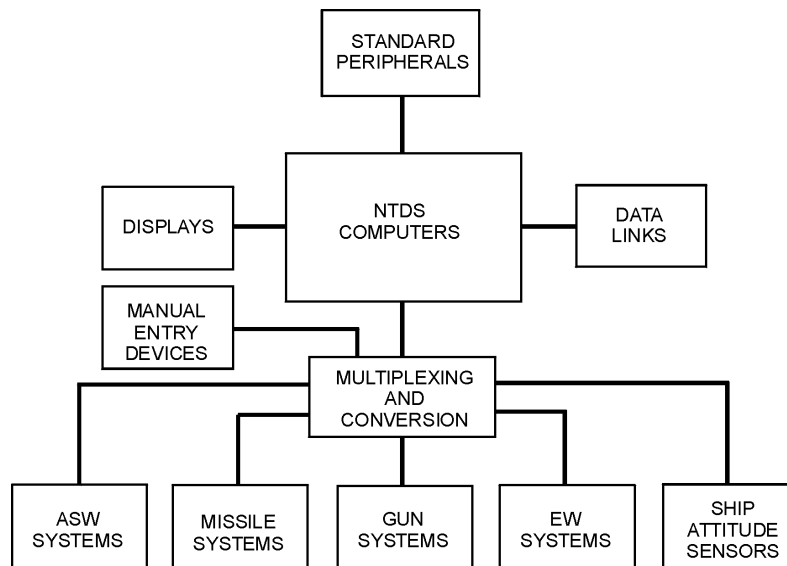 STANDARD
PERIPHERALS
DISPLAYS
NTDS
COMPUTERS
DATA
LINKS
MANUAL
ENTRY
DEVICES
MULTIPLEXING
AND
CONVERSION
ASW
SYSTEMS
MISSILE
SYSTEMS
GUN
SYSTEMS
EW
SYSTEMS
SHIP
ATTITUDE
SENSORS